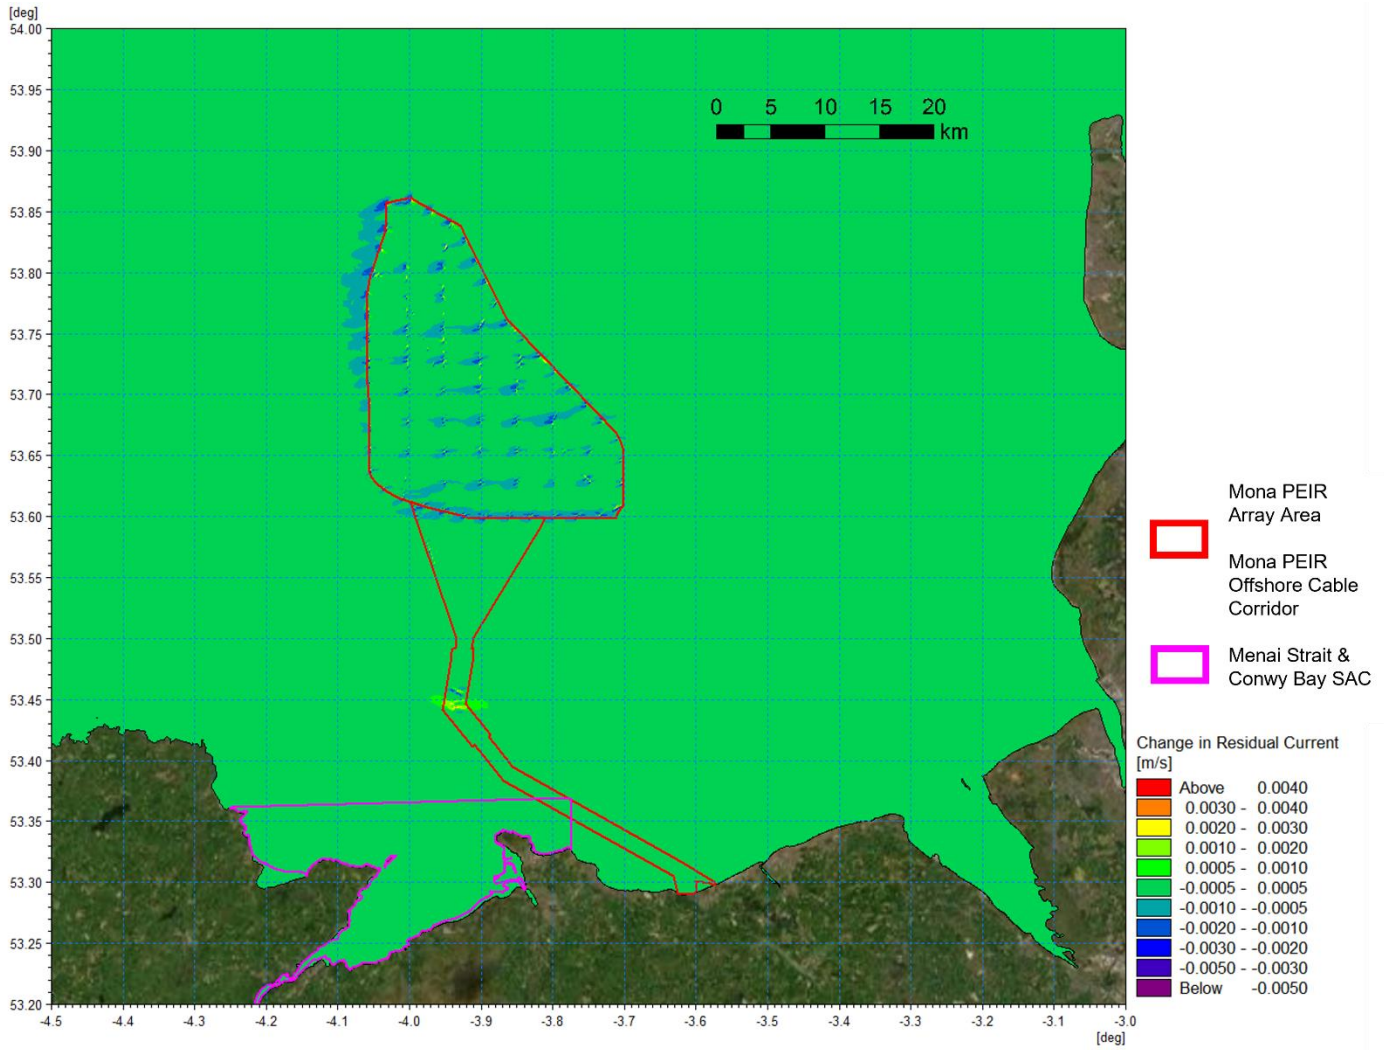 [deg]
54.00
53.95
53.90
53.85
53.80
53.75
53.70
53.65
53.60
53.55
53.50
53.45
53.40
53.35
53.30
53.25
53.20
0 5 10 15 20
km
-4.5 -4.4 -4.3 -4.2 -4.1 -4.0 -3.9 -3.8 -3.7 -3.6 -3.5 -3.4 -3.3 -3.2 -3.1 -3.0
[deg]
Mona PEIR
Array Area
Mona PEIR
Offshore Cable
Corridor
Menai Strait &
Conwy Bay SAC
Change in Residual Current
[m/s]
Above 0.0040
0.0030 - 0.0040
0.0020 - 0.0030
0.0010 - 0.0020
0.0005 - 0.0010
-0.0005 - 0.0005
-0.0010 - -0.0005
-0.0020 - -0.0010
-0.0030 - -0.0020
-0.0050 - -0.0030
Below -0.0050